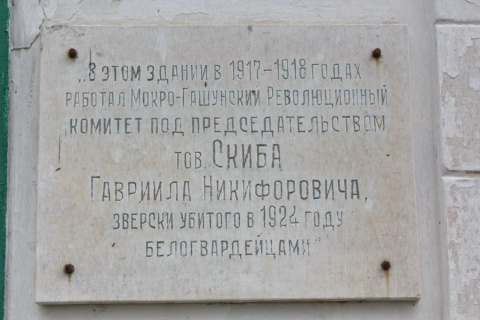 „В ЭТОМ ЗДАНИИ В 1917-1918 ГОДАХ
РАБОТАЛ МОКРО-ГАШУНСКИЙ РЕВОЛЮЦИОННЫЙ
КОМИТЕТ ПОД ПРЕДСЕДАТЕЛЬСТВОМ
ТОВ. СКИБА
ГАВРИИЛА НИКИФОРОВИЧА,
ЗВЕРСКИ УБИТОГО В 1924 ГОДУ
БЕЛОГВАРДЕЙЦАМИ"